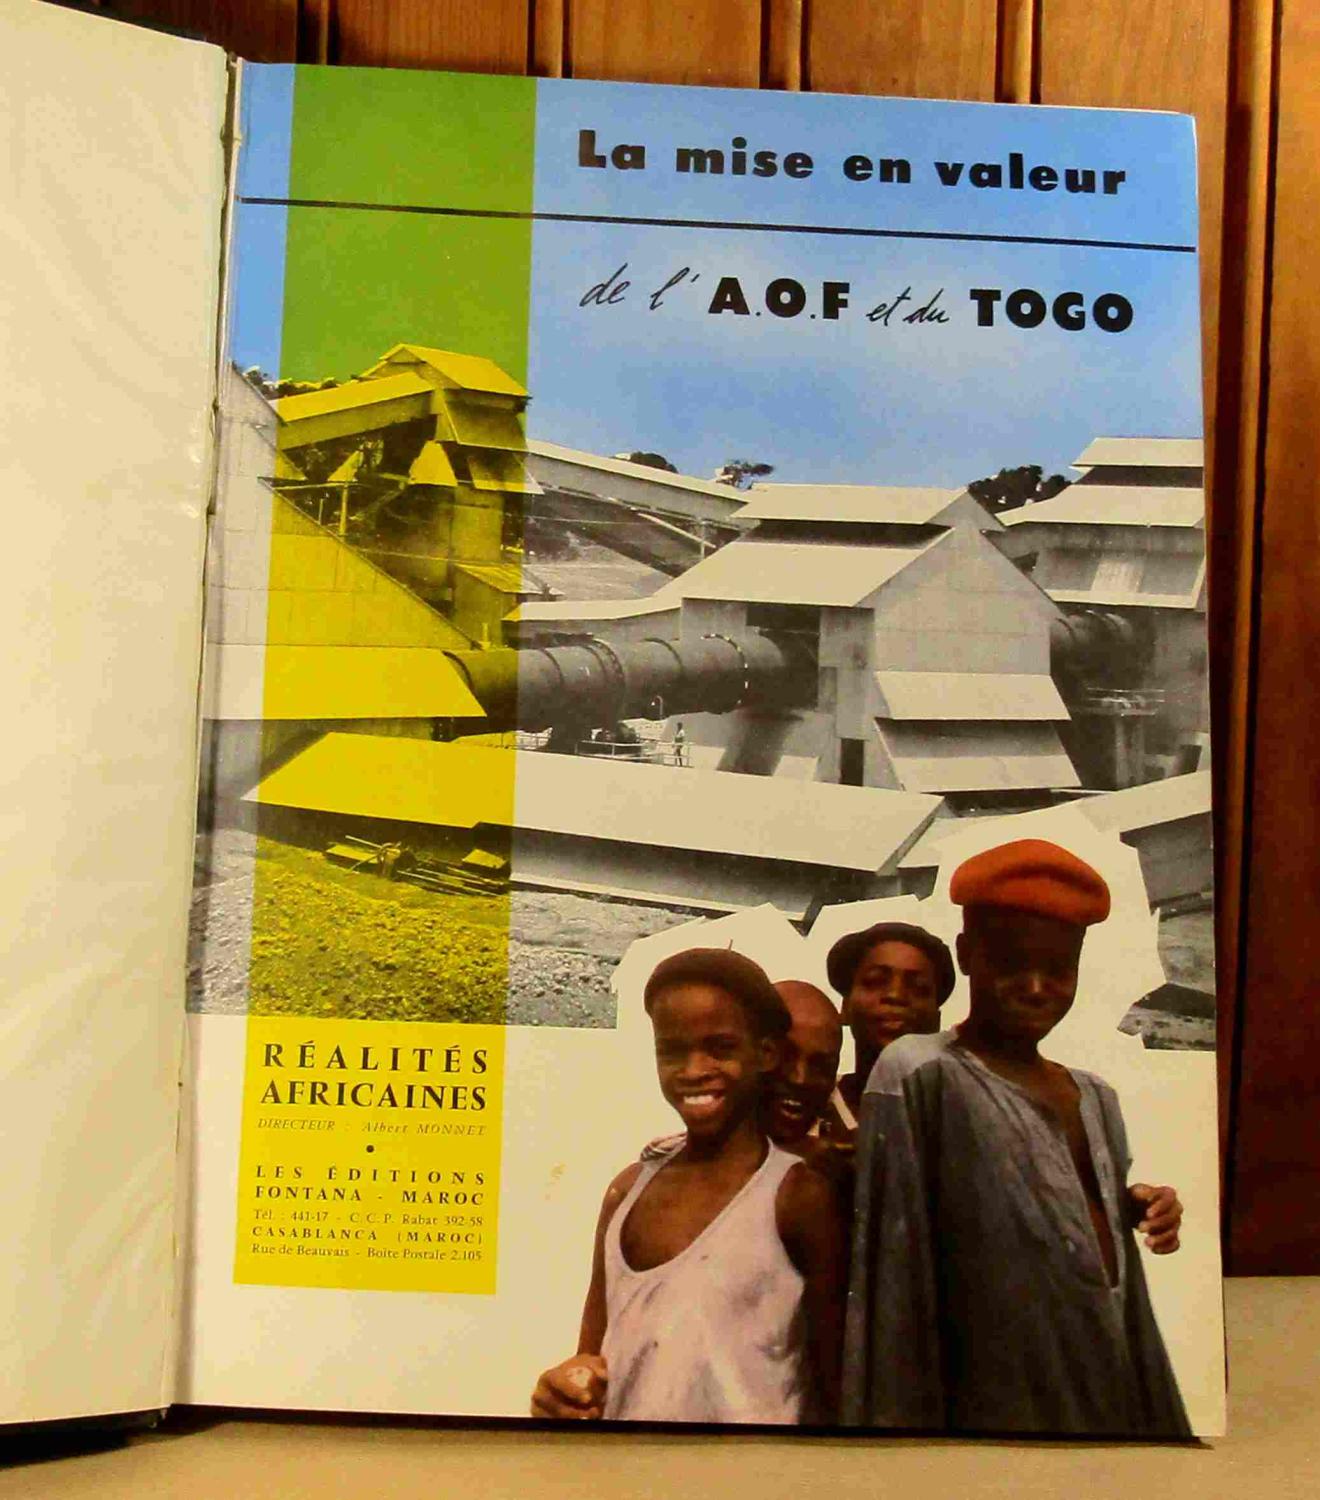 La mise en valeur
de l' A.O.F et du TOGO
RÉALITÉS
AFRICAINES
DIRECTEUR : Albert MONNET
•
LES ÉDITIONS
FONTANA - MAROC
Tél. : 441-17 - C. C. P. Rabat 392-58
CASABLANCA (MAROC)
Rue de Beauvais - Boîte Postale 2.105